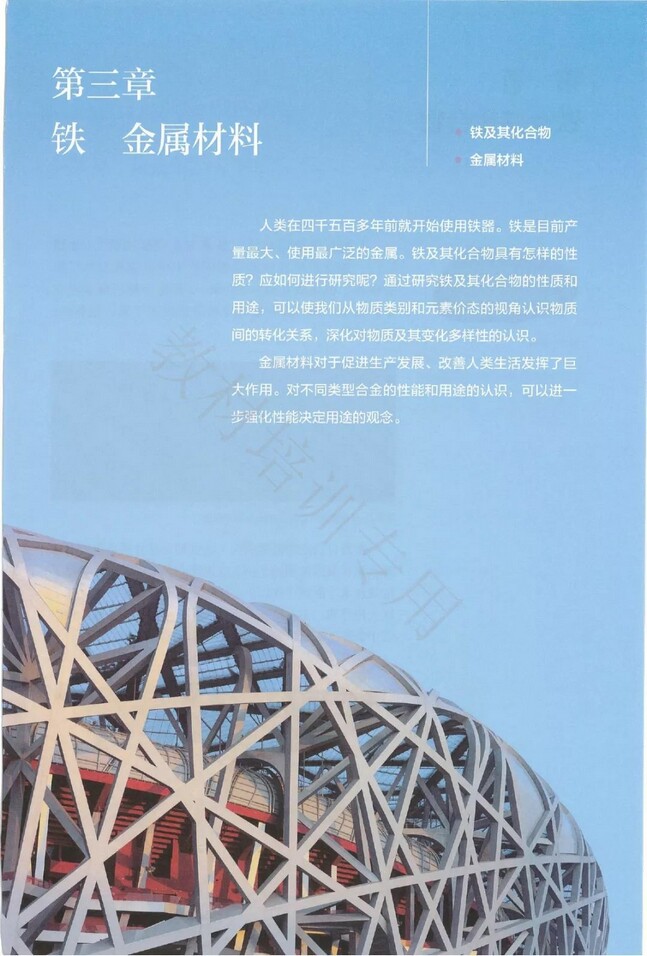 第三章
铁 金属材料
铁及其化合物
金属材料
人类在四千五百多年前就开始使用铁器。铁是目前产
量最大、使用最广泛的金属。铁及其化合物具有怎样的性
质？应如何进行研究呢？通过研究铁及其化合物的性质和
用途，可以使我们从物质类别和元素价态的视角认识物质
间的转化关系，深化对物质及其变化多样性的认识。
金属材料对于促进生产发展、改善人类生活发挥了巨
大作用。对不同类型合金的性能和用途的认识，可以进一
步强化性能决定用途的观念。
教材培训专用